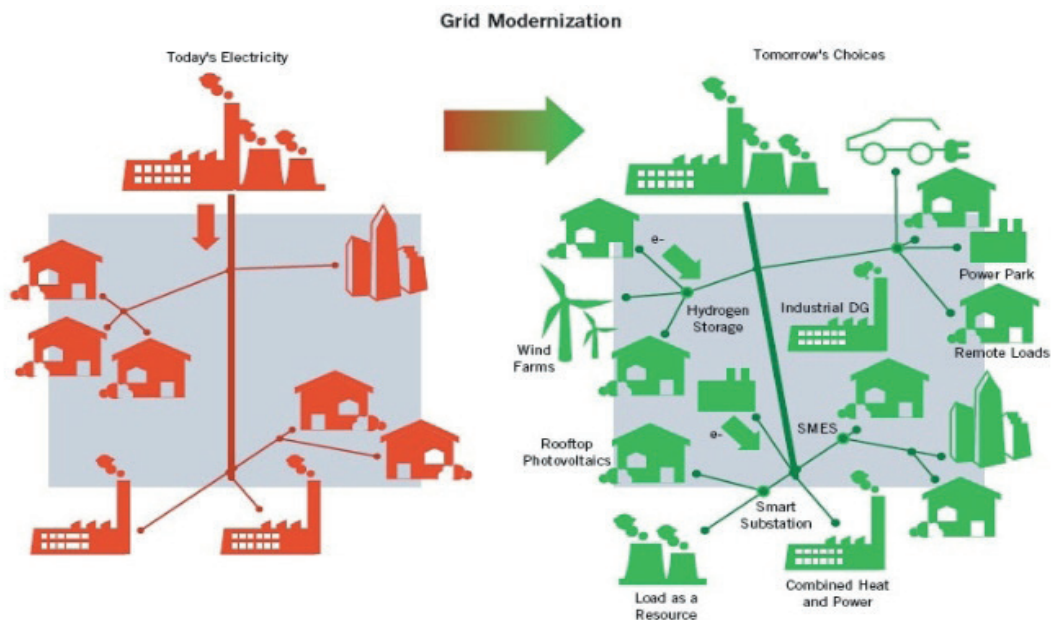 Grid Modernization
Today's Electricity
Tomorrow's Choices
e-
Power Park
Hydrogen
Storage
Industrial DG
Wind
Farms
Remote Loads
Rooftop
Photovoltaics
e-
SMES
Smart
Substation
Load as a
Resource
Combined Heat
and Power